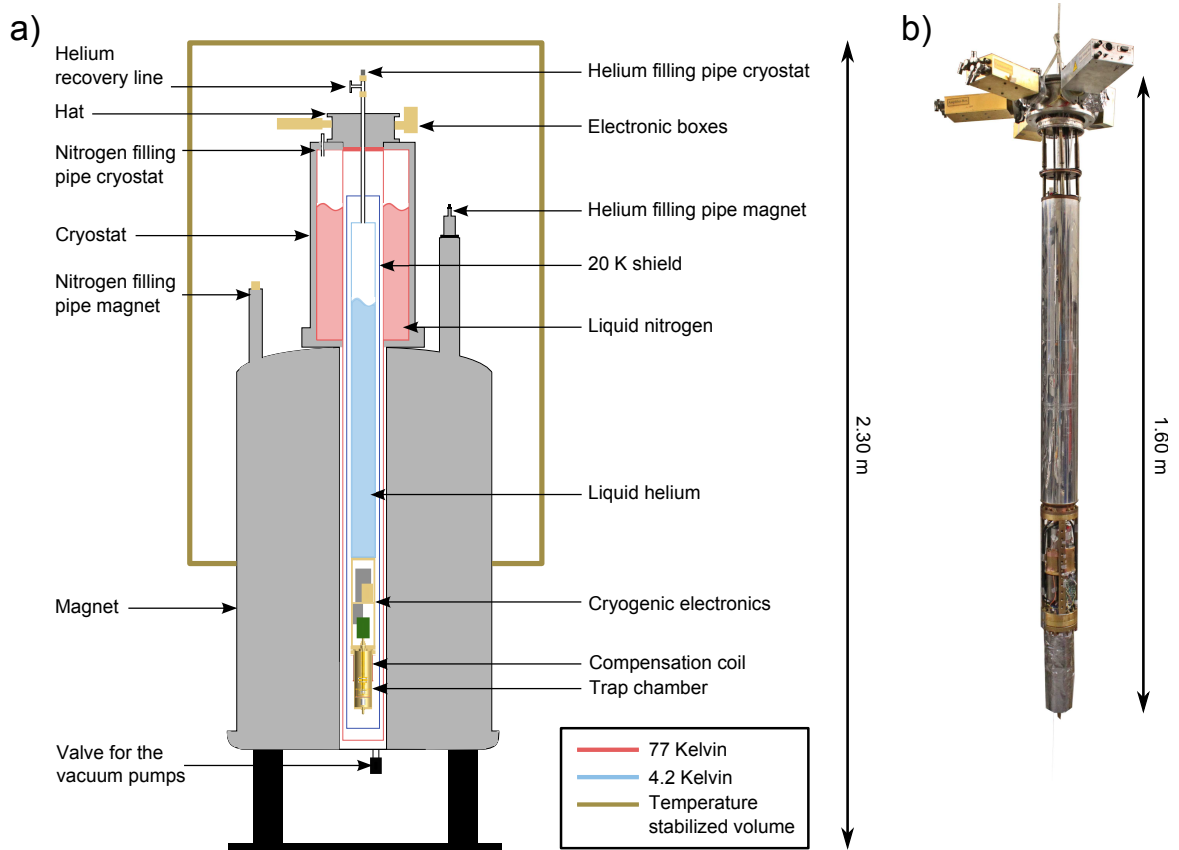 a)
Helium
recovery line
Hat
Nitrogen filling
pipe cryostat
Cryostat
Nitrogen filling
pipe magnet
Magnet
Valve for the
vacuum pumps
Helium filling pipe cryostat
Electronic boxes
Helium filling pipe magnet
20 K shield
Liquid nitrogen
Liquid helium
Cryogenic electronics
Compensation coil
Trap chamber
77 Kelvin
4.2 Kelvin
Temperature
stabilized volume
2.30 m
b)
1.60 m